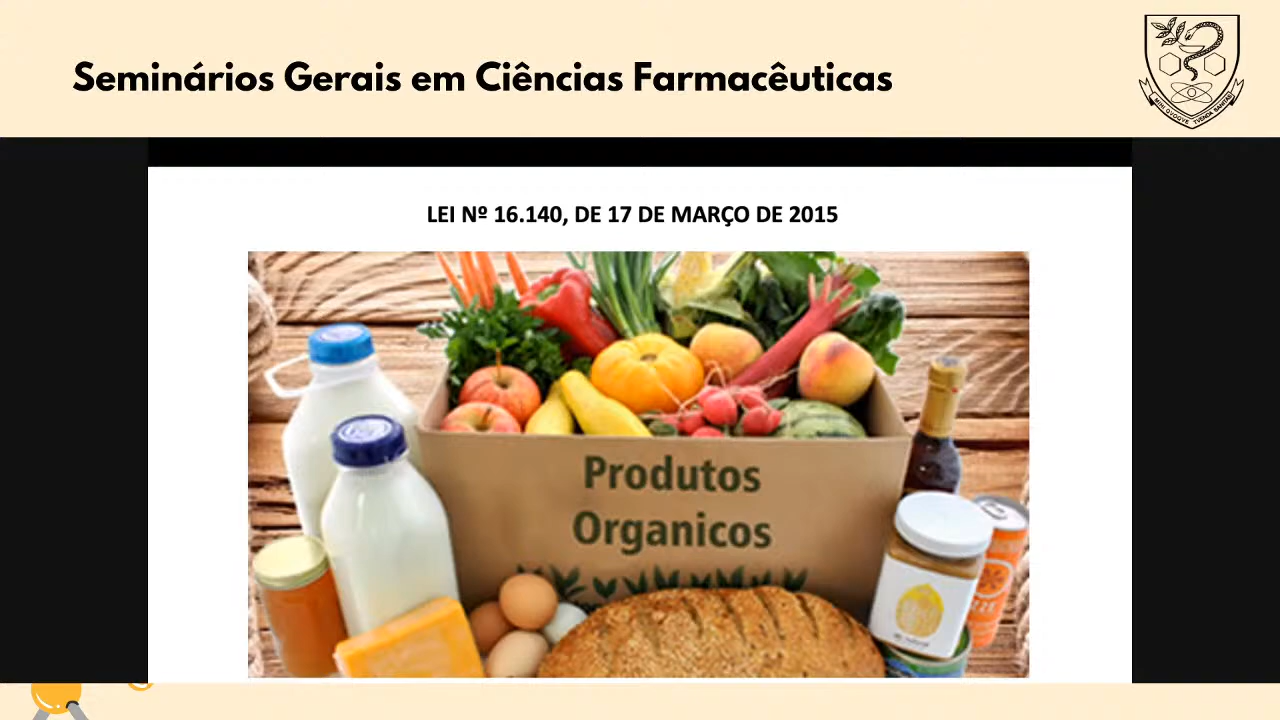 Seminários Gerais em Ciências Farmacêuticas
LEI Nº 16.140, DE 17 DE MARÇO DE 2015
Produtos
Organicos